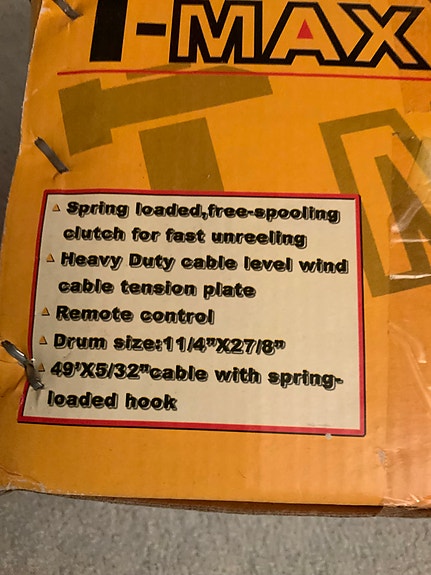 T-MAX
Spring loaded,free-spooling
clutch for fast unreeling
Heavy Duty cable level wind
cable tension plate
Remote control
Drum size:11/4"X27/8"
49'X5/32"cable with spring-
loaded hook